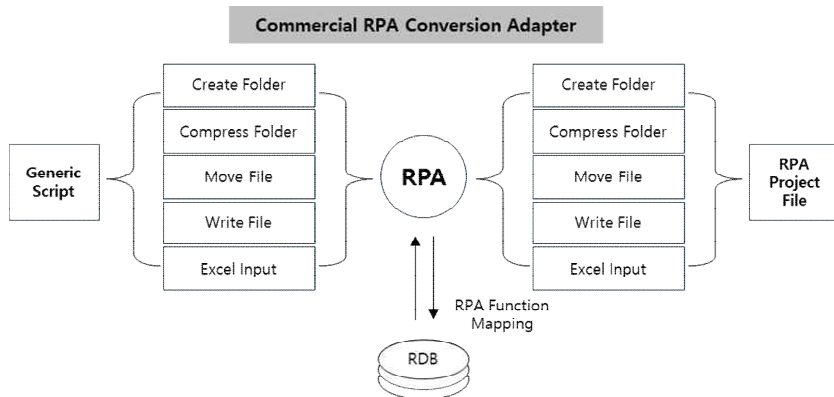 Commercial RPA Conversion Adapter
Generic
Script
Create Folder
Compress Folder
Move File
Write File
Excel Input
RPA
Create Folder
Compress Folder
Move File
Write File
Excel Input
RPA
Project
File
RPA Function
Mapping
RDB